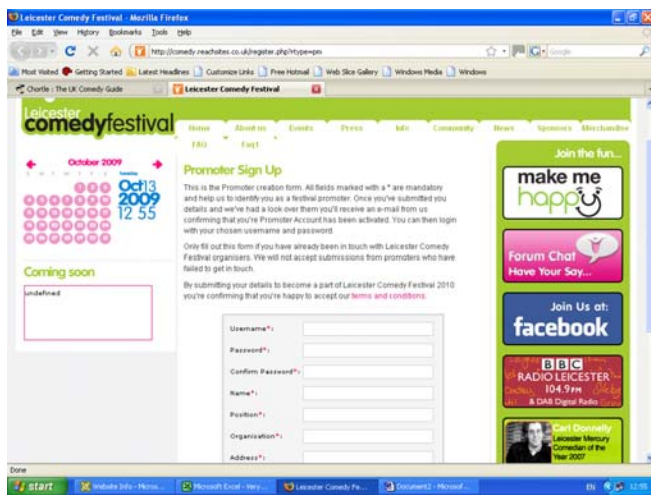 Leicester Comedy Festival - Mozilla Firefox
File Edit View History Bookmarks Tools Help
http://comedy.reachsites.co.uk/register.php?type=pm
Google
Most Visited Getting Started Latest Headlines Customize Links Free Hotmail Web Slice Gallery Windows Media Windows
Chortle : The UK Comedy Guide
Leicester Comedy Festival
Leicester
comedyfestival
Home About us Events Press Info Community News Sponsors Merchandise
FAQ
October 2009
Oct13
2009
12 55
Coming soon
undefined
Promoter Sign Up
This is the Promoter creation form. All fields marked with a * are mandatory
and help us to identify you as a festival promoter. Once you've submitted you
details and we've had a look over them you'll receive an e-mail from us
confirming that you're Promoter Account has been activated. You can then login
with your chosen username and password.
Only fill out this form if you have already been in touch with Leicester Comedy
Festival organisers. We will not accept submissions from promoters who have
failed to get in touch.
By submitting your details to become a part of Leicester Comedy Festival 2010
you're confirming that you're happy to accept our terms and conditions.
Username*:
Password*:
Confirm Password*:
Name*:
Position*:
Organisation*:
Address*:
Join the fun...
make me
happy
Forum Chat
Have Your Say...
Join Us at:
facebook
BBC
RADIO LEICESTER
104.9FM
& DAB Digital Radio
Carl Donnelly
Leicester Mercury
Comedian of the
Year 2007
Done
start
Website Info - Micros...
Microsoft Excel - Very...
Leicester Comedy Fe...
Document2 - Microsof...
EN
12:55